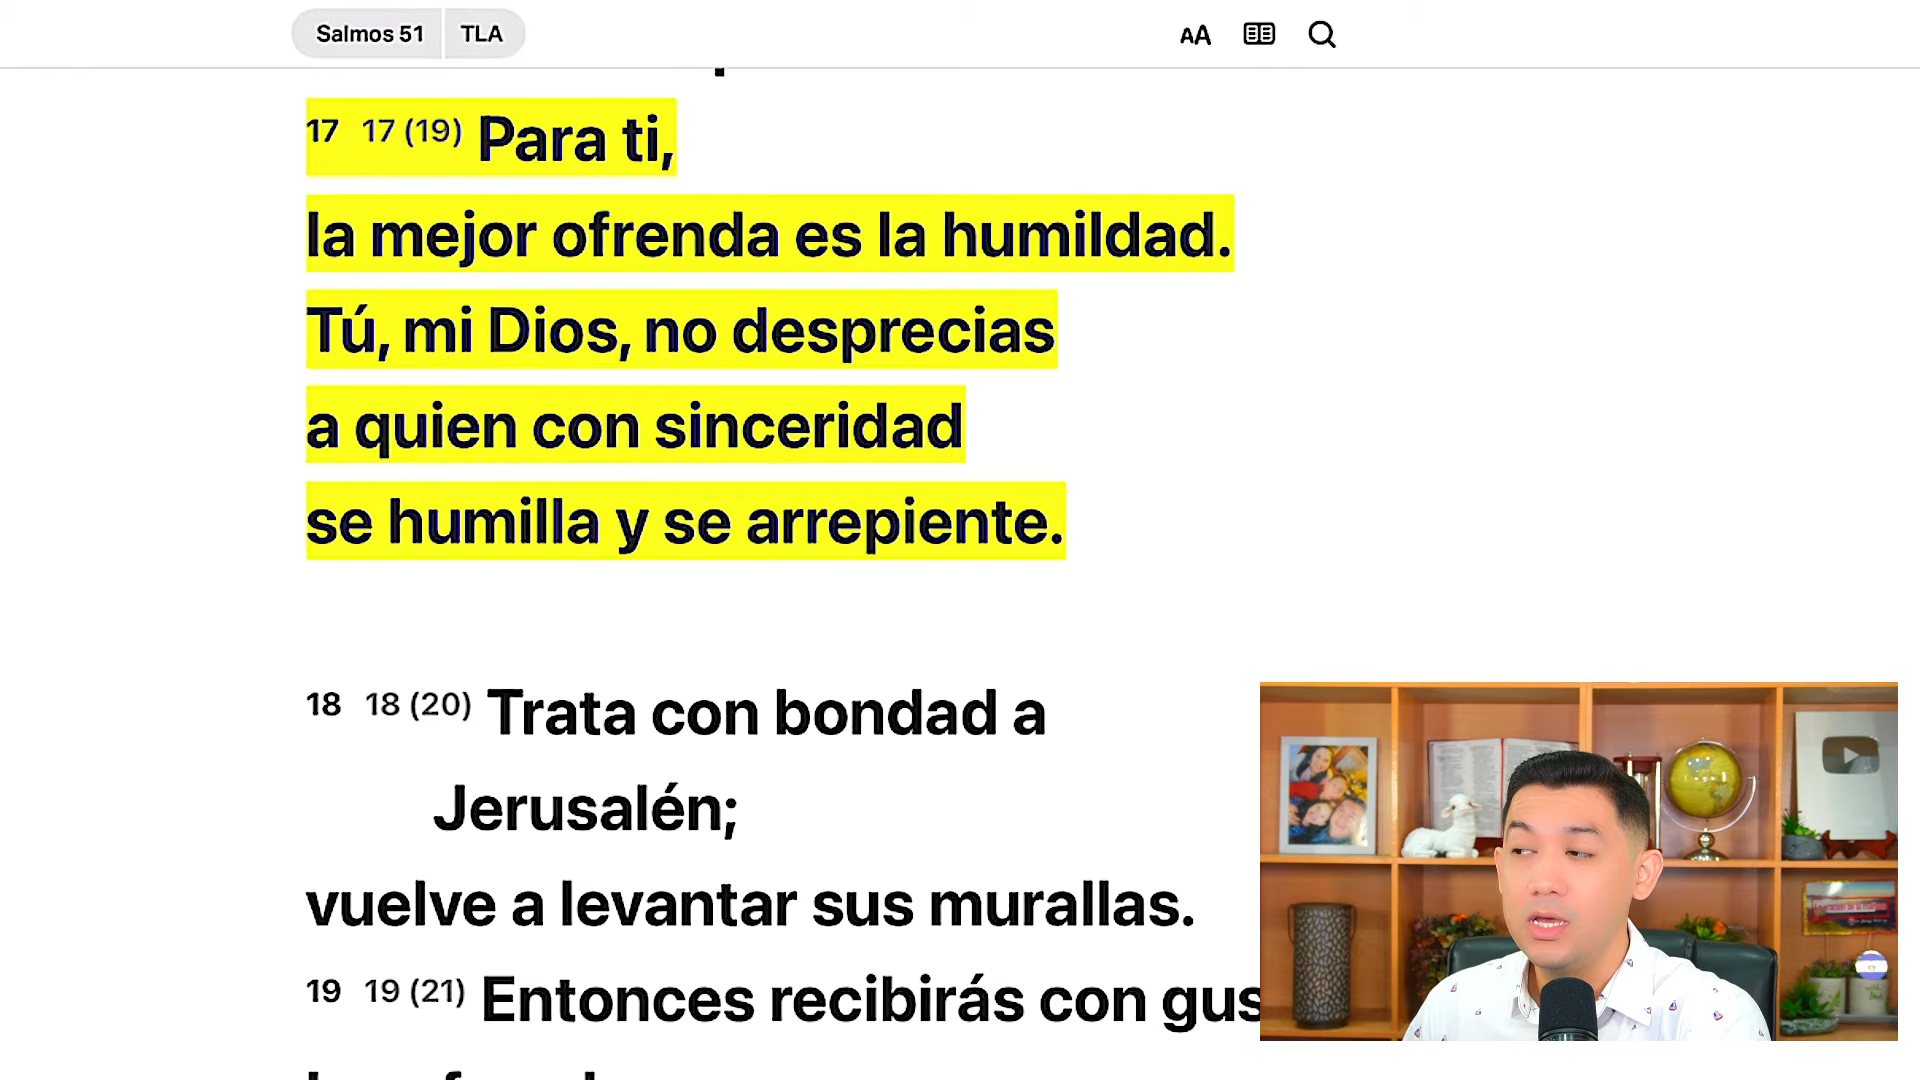 Salmos 51 TLA AA
17 17 (19) Para ti,
la mejor ofrenda es la humildad.
Tú, mi Dios, no desprecias
a quien con sinceridad
se humilla y se arrepiente.
18 18 (20) Trata con bondad a
Jerusalén;
vuelve a levantar sus murallas.
19 19 (21) Entonces recibirás con gus